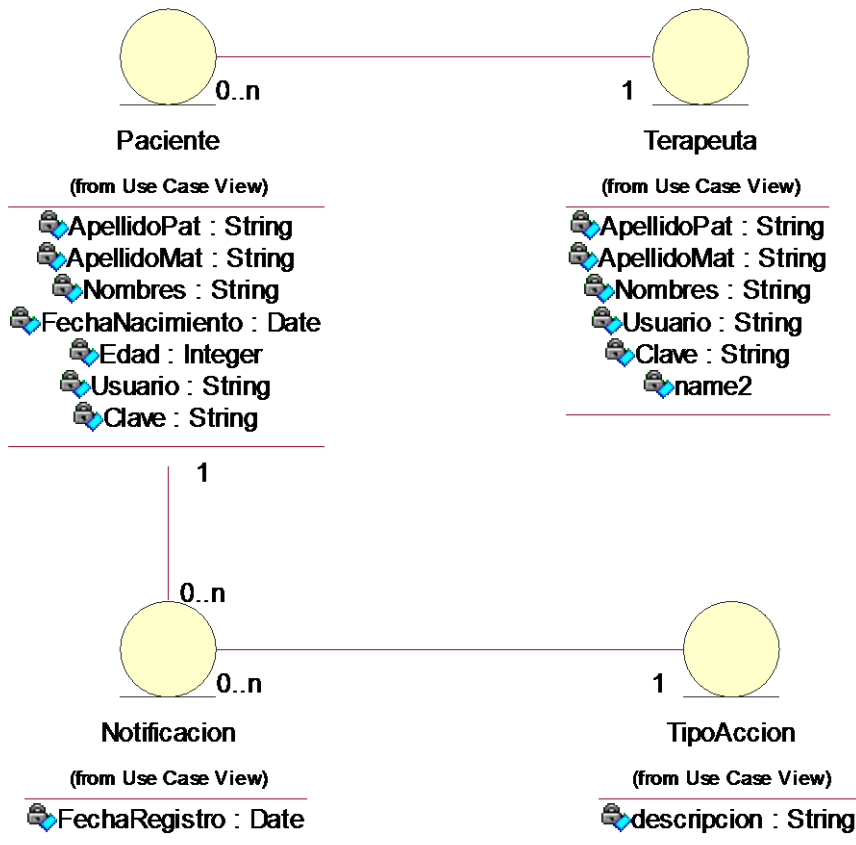 0..n
1
Paciente
(from Use Case View)
ApellidoPat : String
ApellidoMat : String
Nombres : String
FechaNacimiento : Date
Edad : Integer
Usuario : String
Clave : String
Terapeuta
(from Use Case View)
ApellidoPat : String
ApellidoMat : String
Nombres : String
Usuario : String
Clave : String
name2
1
0..n
0..n
1
Notificacion
(from Use Case View)
FechaRegistro : Date
TipoAccion
(from Use Case View)
descripcion : String